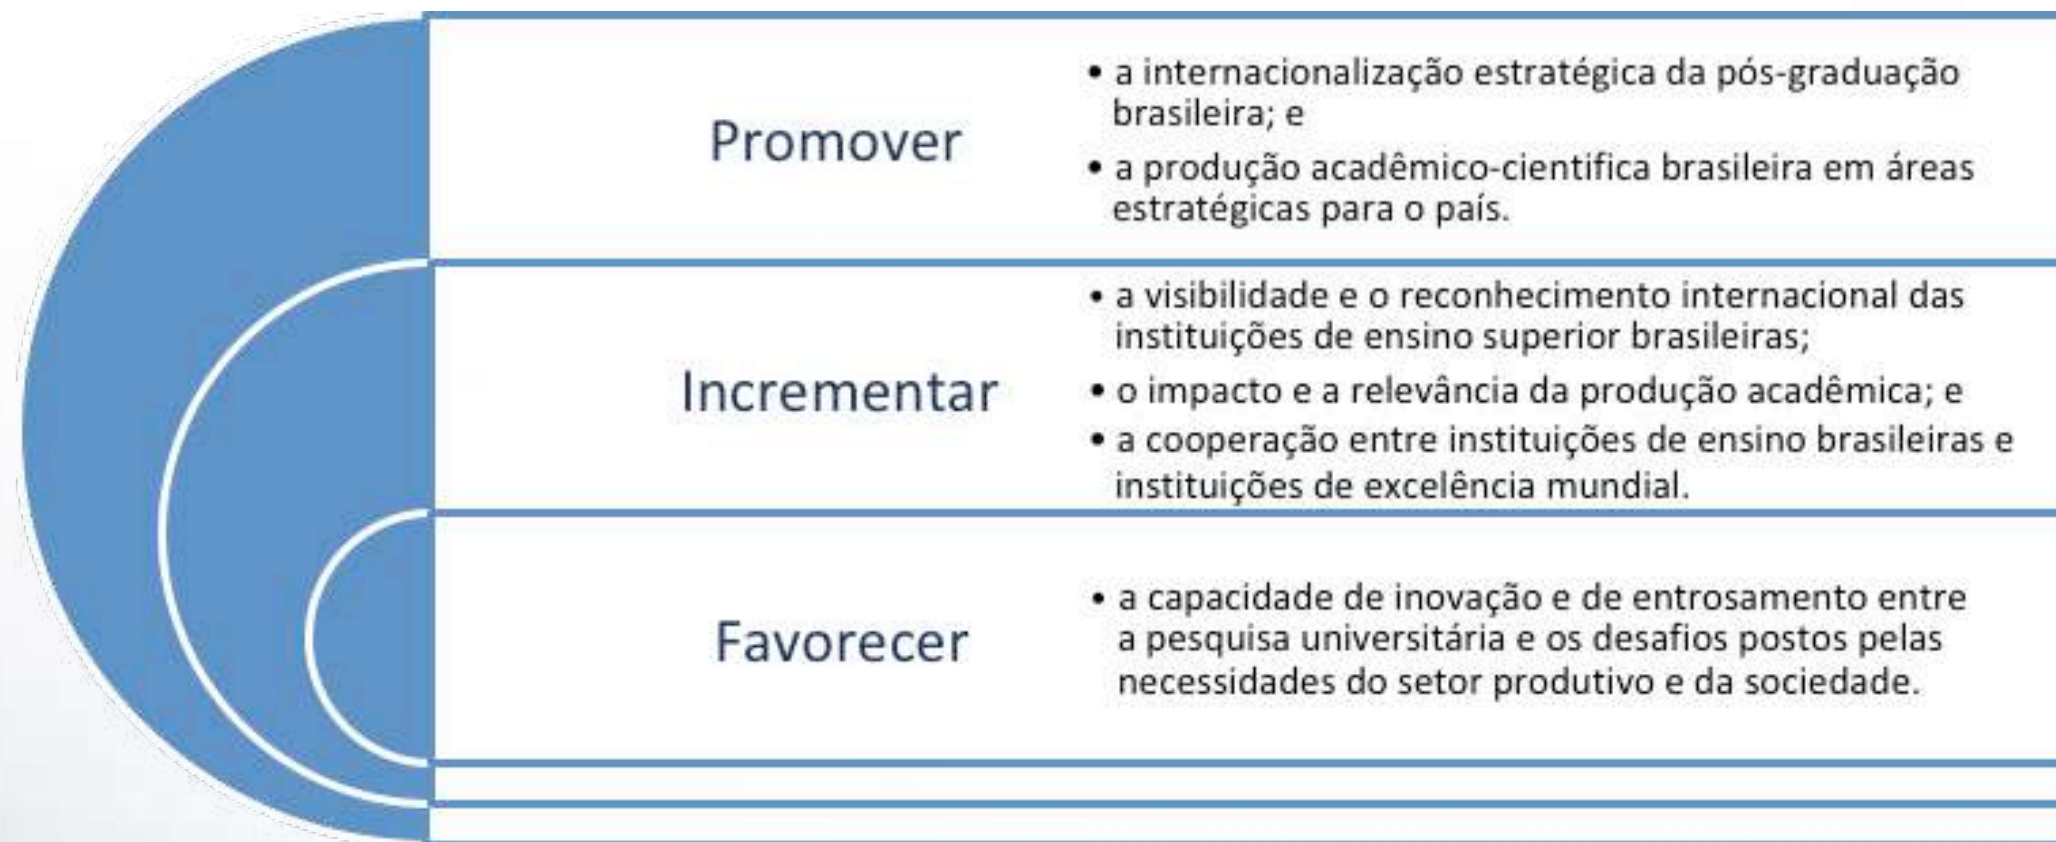 Promover
• a internacionalização estratégica da pós-graduação
brasileira; e
• a produção acadêmico-cientifica brasileira em áreas
estratégicas para o país.
Incrementar
• a visibilidade e o reconhecimento internacional das
instituições de ensino superior brasileiras;
• o impacto e a relevância da produção acadêmica; e
• a cooperação entre instituições de ensino brasileiras e
instituições de excelência mundial.
Favorecer
• a capacidade de inovação e de entrosamento entre
a pesquisa universitária e os desafios postos pelas
necessidades do setor produtivo e da sociedade.